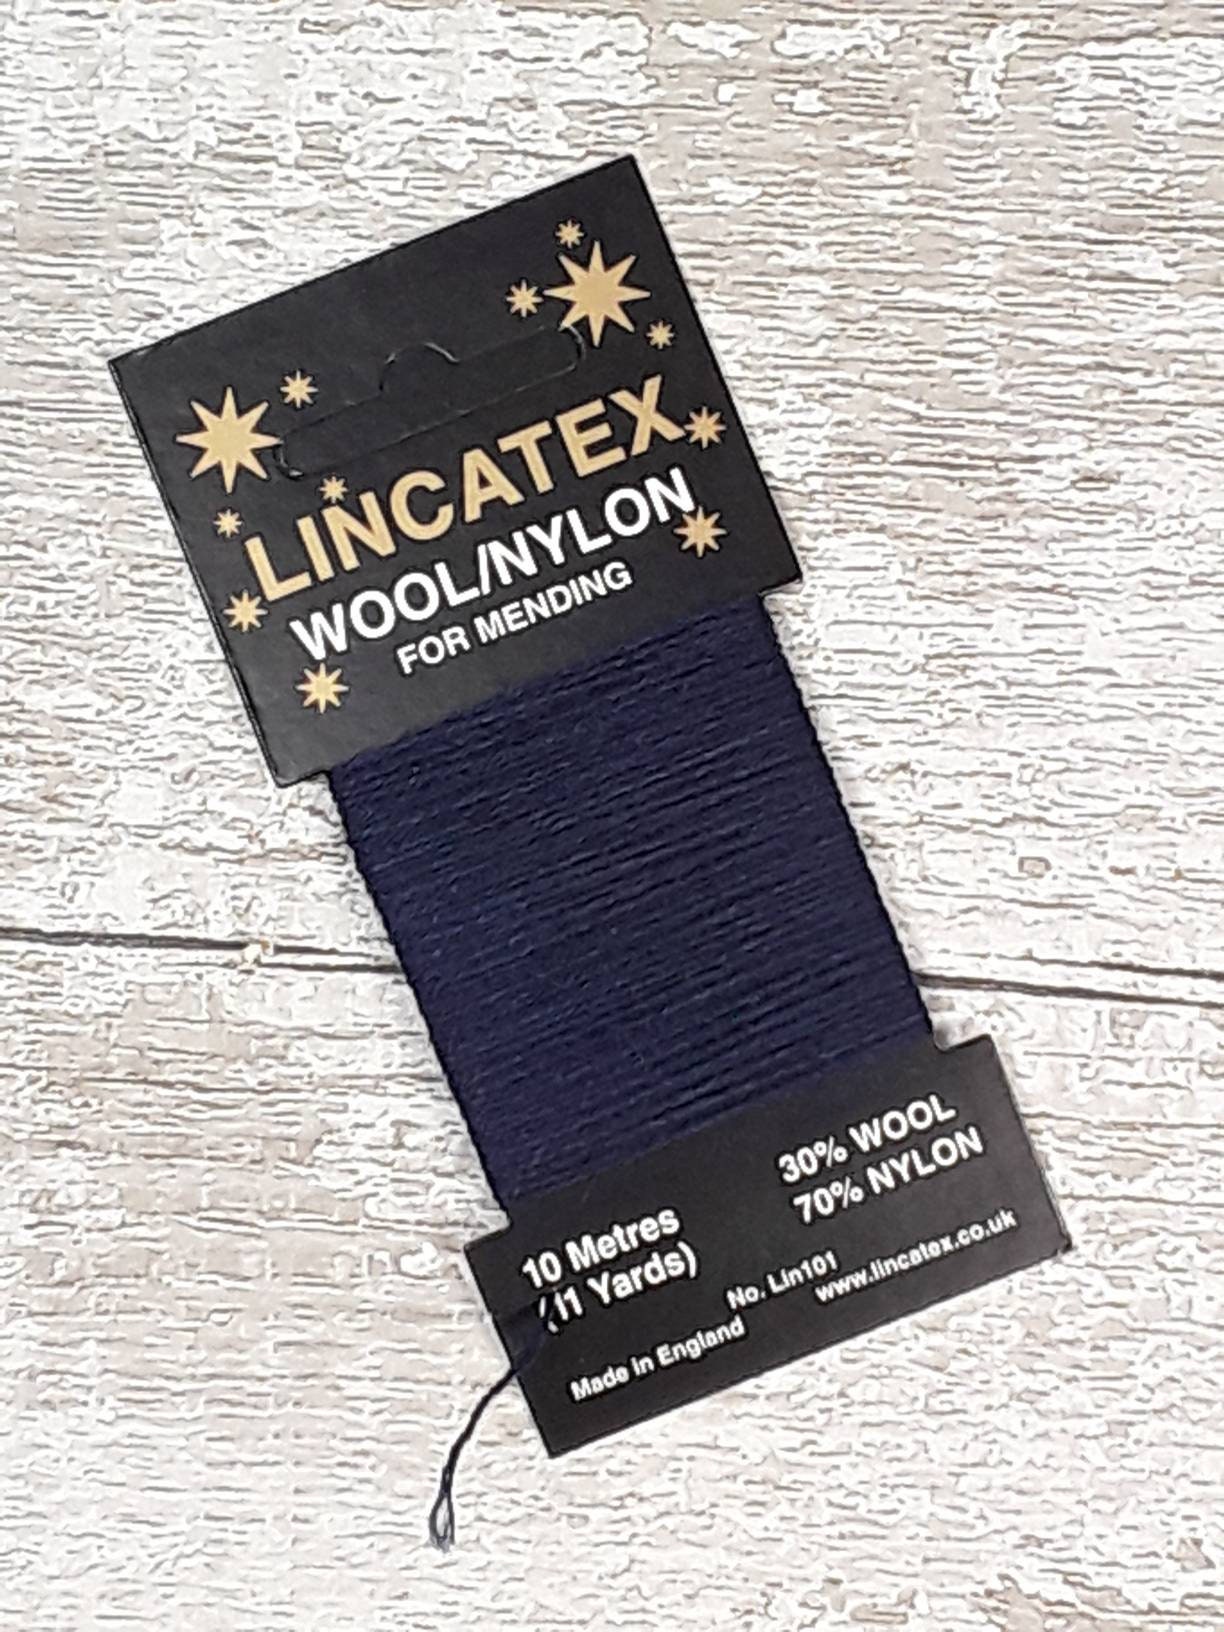 LINCATEX
WOOL/NYLON
FOR MENDING
30% WOOL
70% NYLON
10 Metres
(11 Yards)
No. Lin101
www.lincatex.co.uk
Made in England